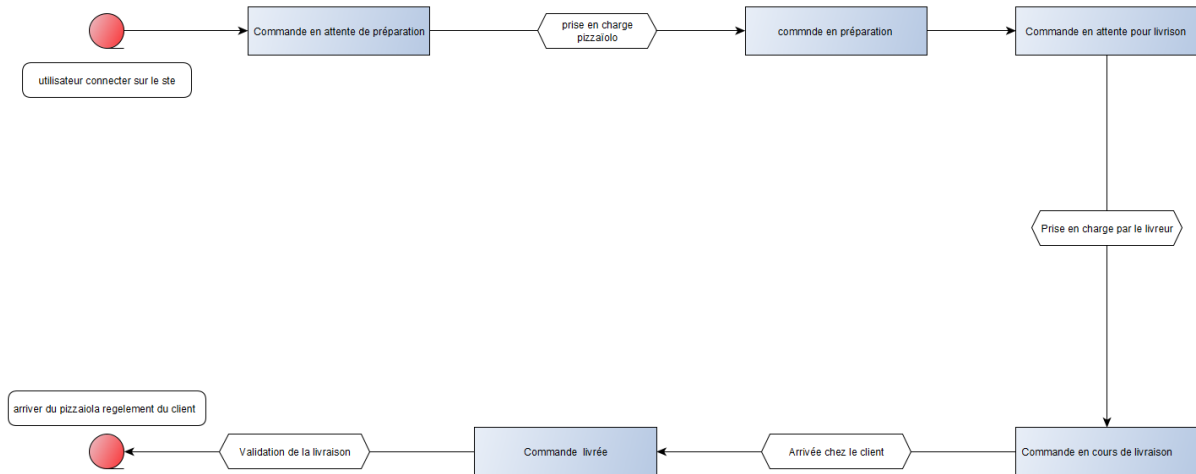 Commande en attente de préparation
prise en charge
pizzaïolo
commnde en préparation
Commande en attente pour livrison
utilisateur connecter sur le ste
Prise en charge par le livreur
arriver du pizzaiola regelement du client
Validation de la livraison
Commande livrée
Arrivée chez le client
Commande en cours de livraison